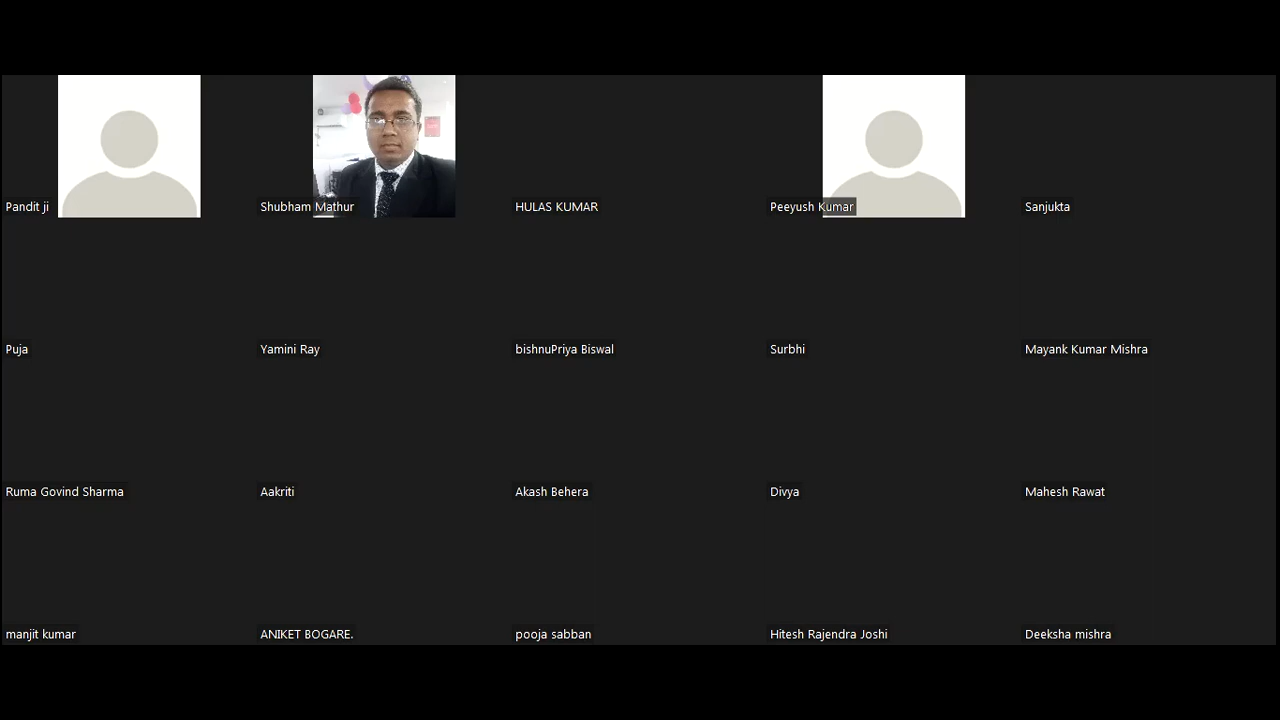 Pandit ji
Shubham Mathur
HULAS KUMAR
Peeyush Kumar
Sanjukta
Puja
Yamini Ray
bishnuPriya Biswal
Surbhi
Mayank Kumar Mishra
Ruma Govind Sharma
Aakriti
Akash Behera
Divya
Mahesh Rawat
manjit kumar
ANIKET BOGARE.
pooja sabban
Hitesh Rajendra Joshi
Deeksha mishra